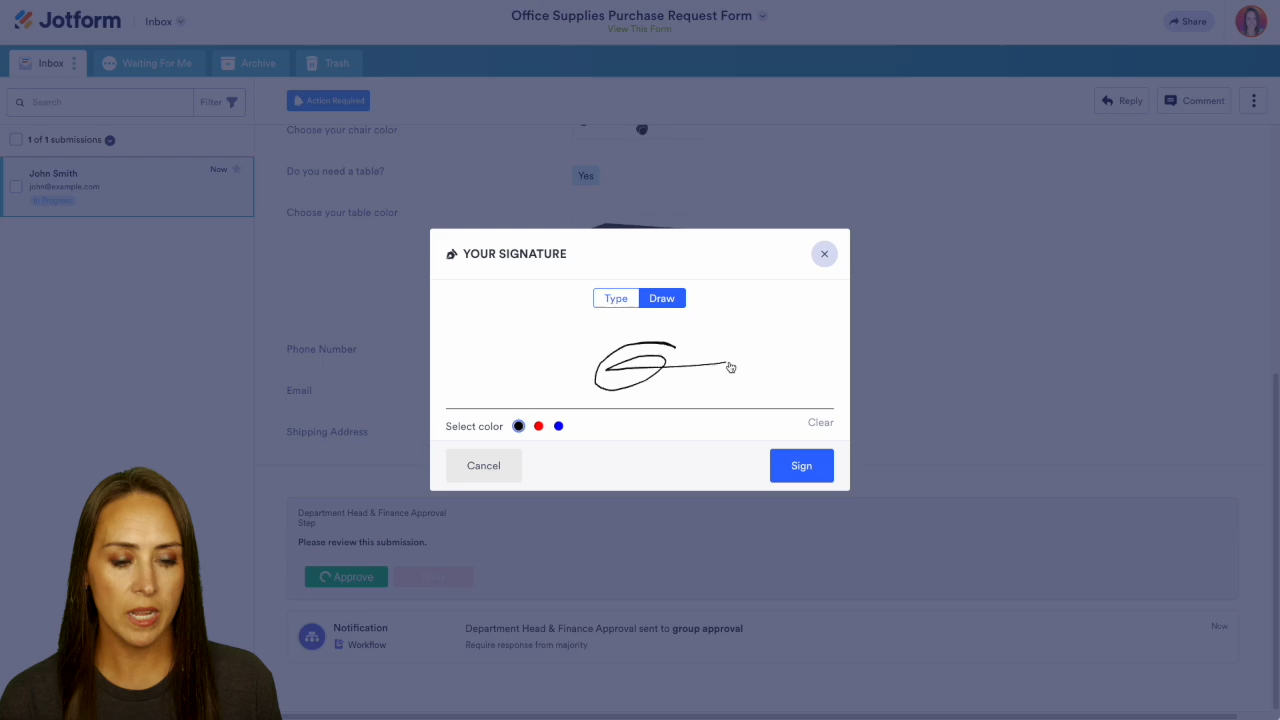 Jotform
Inbox
Office Supplies Purchase Request Form
View This Form
Share
Inbox
Waiting For Me
Archive
Trash
Search
Filter
Action Required
Reply
Comment
1 of 1 submissions
John Smith
Now
john@example.com
In Progress
Choose your chair color
Do you need a table?
Yes
Choose your table color
YOUR SIGNATURE
Type
Draw
Select color
Clear
Cancel
Sign
Phone Number
Email
Shipping Address
Department Head & Finance Approval
Step
Please review this submission.
Approve
Notification
Workflow
Department Head & Finance Approval sent to group approval
Require response from majority
Now